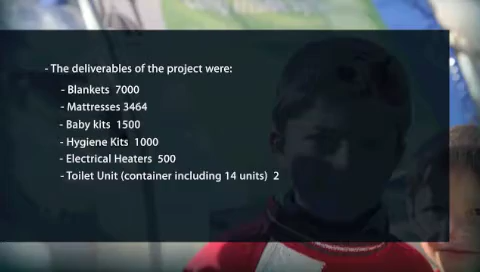 - The deliverables of the project were:
- Blankets 7000
- Mattresses 3464
- Baby kits 1500
- Hygiene Kits 1000
- Electrical Heaters 500
- Toilet Unit (container including 14 units) 2